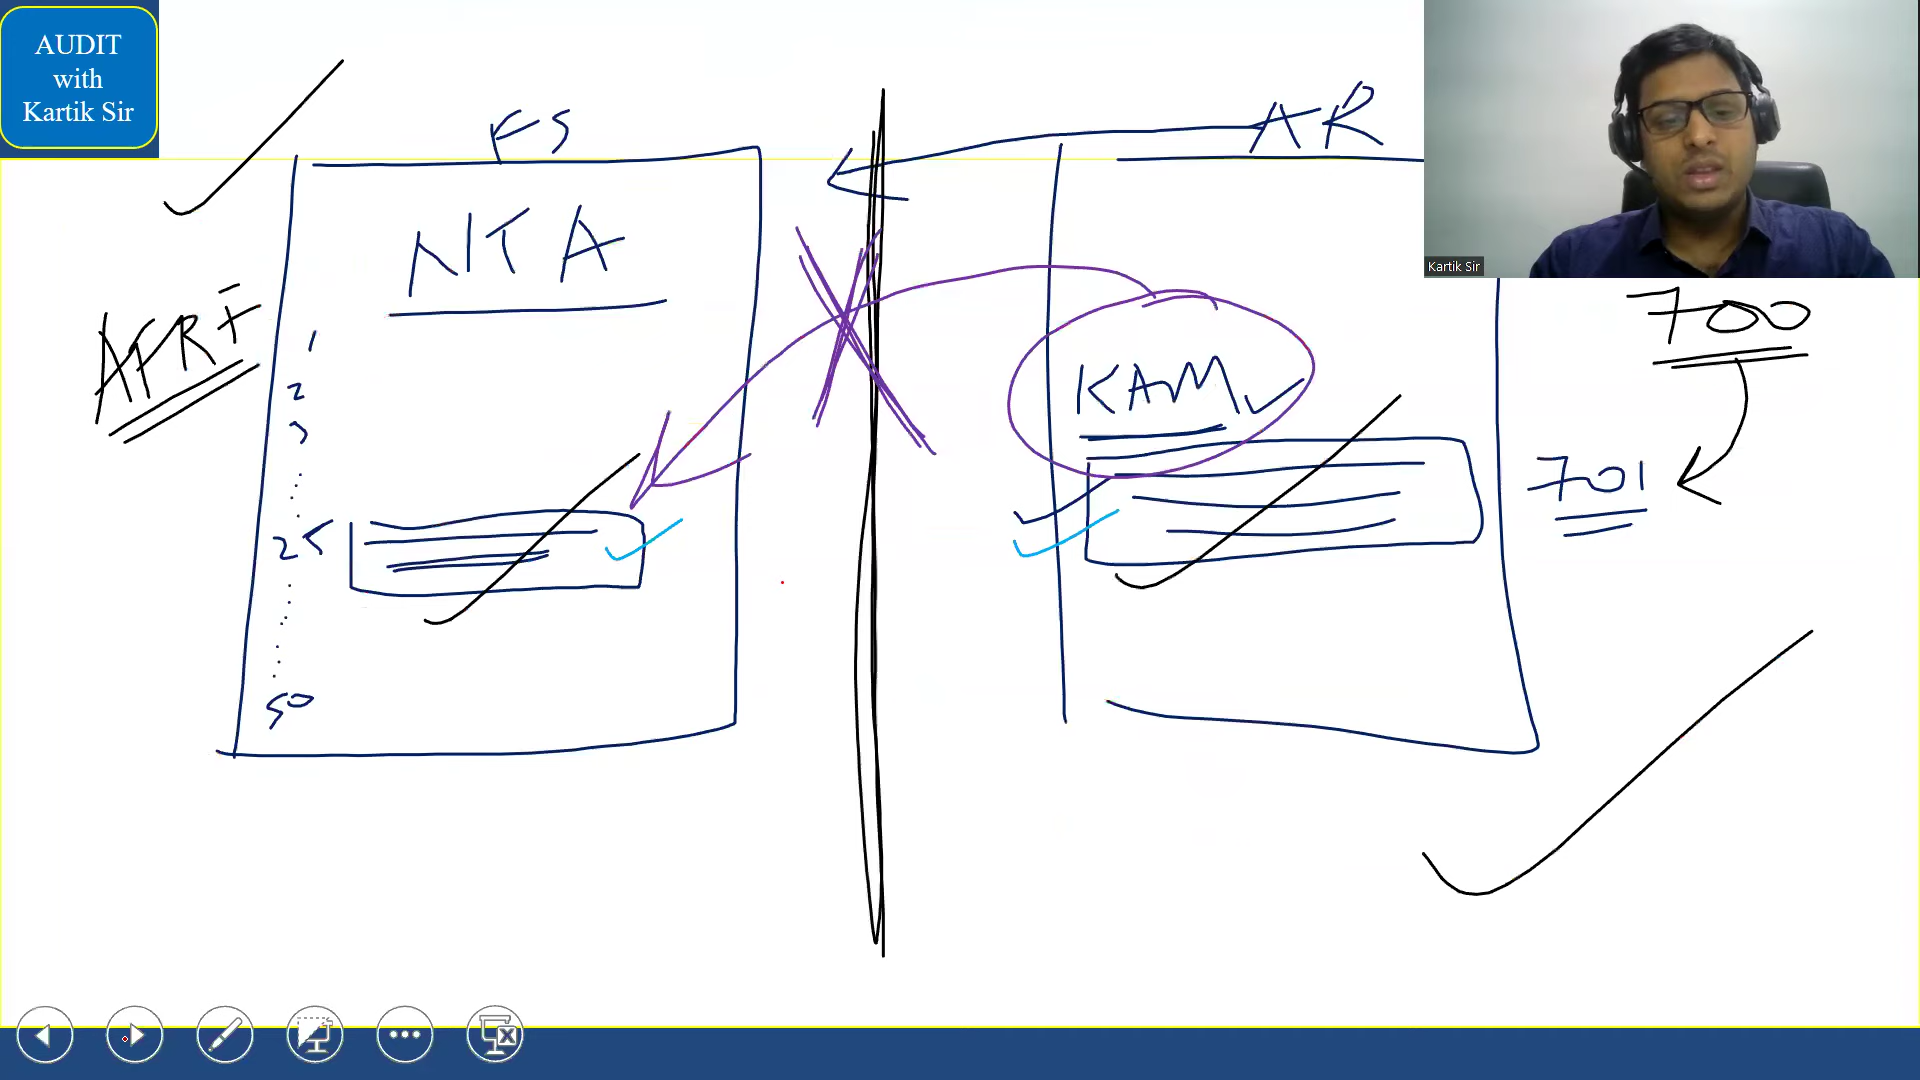 AUDIT
with
Kartik Sir
FS
AR
Kartik Sir
NTA
AFRF
700
1
2
3
KAM
701
25
50